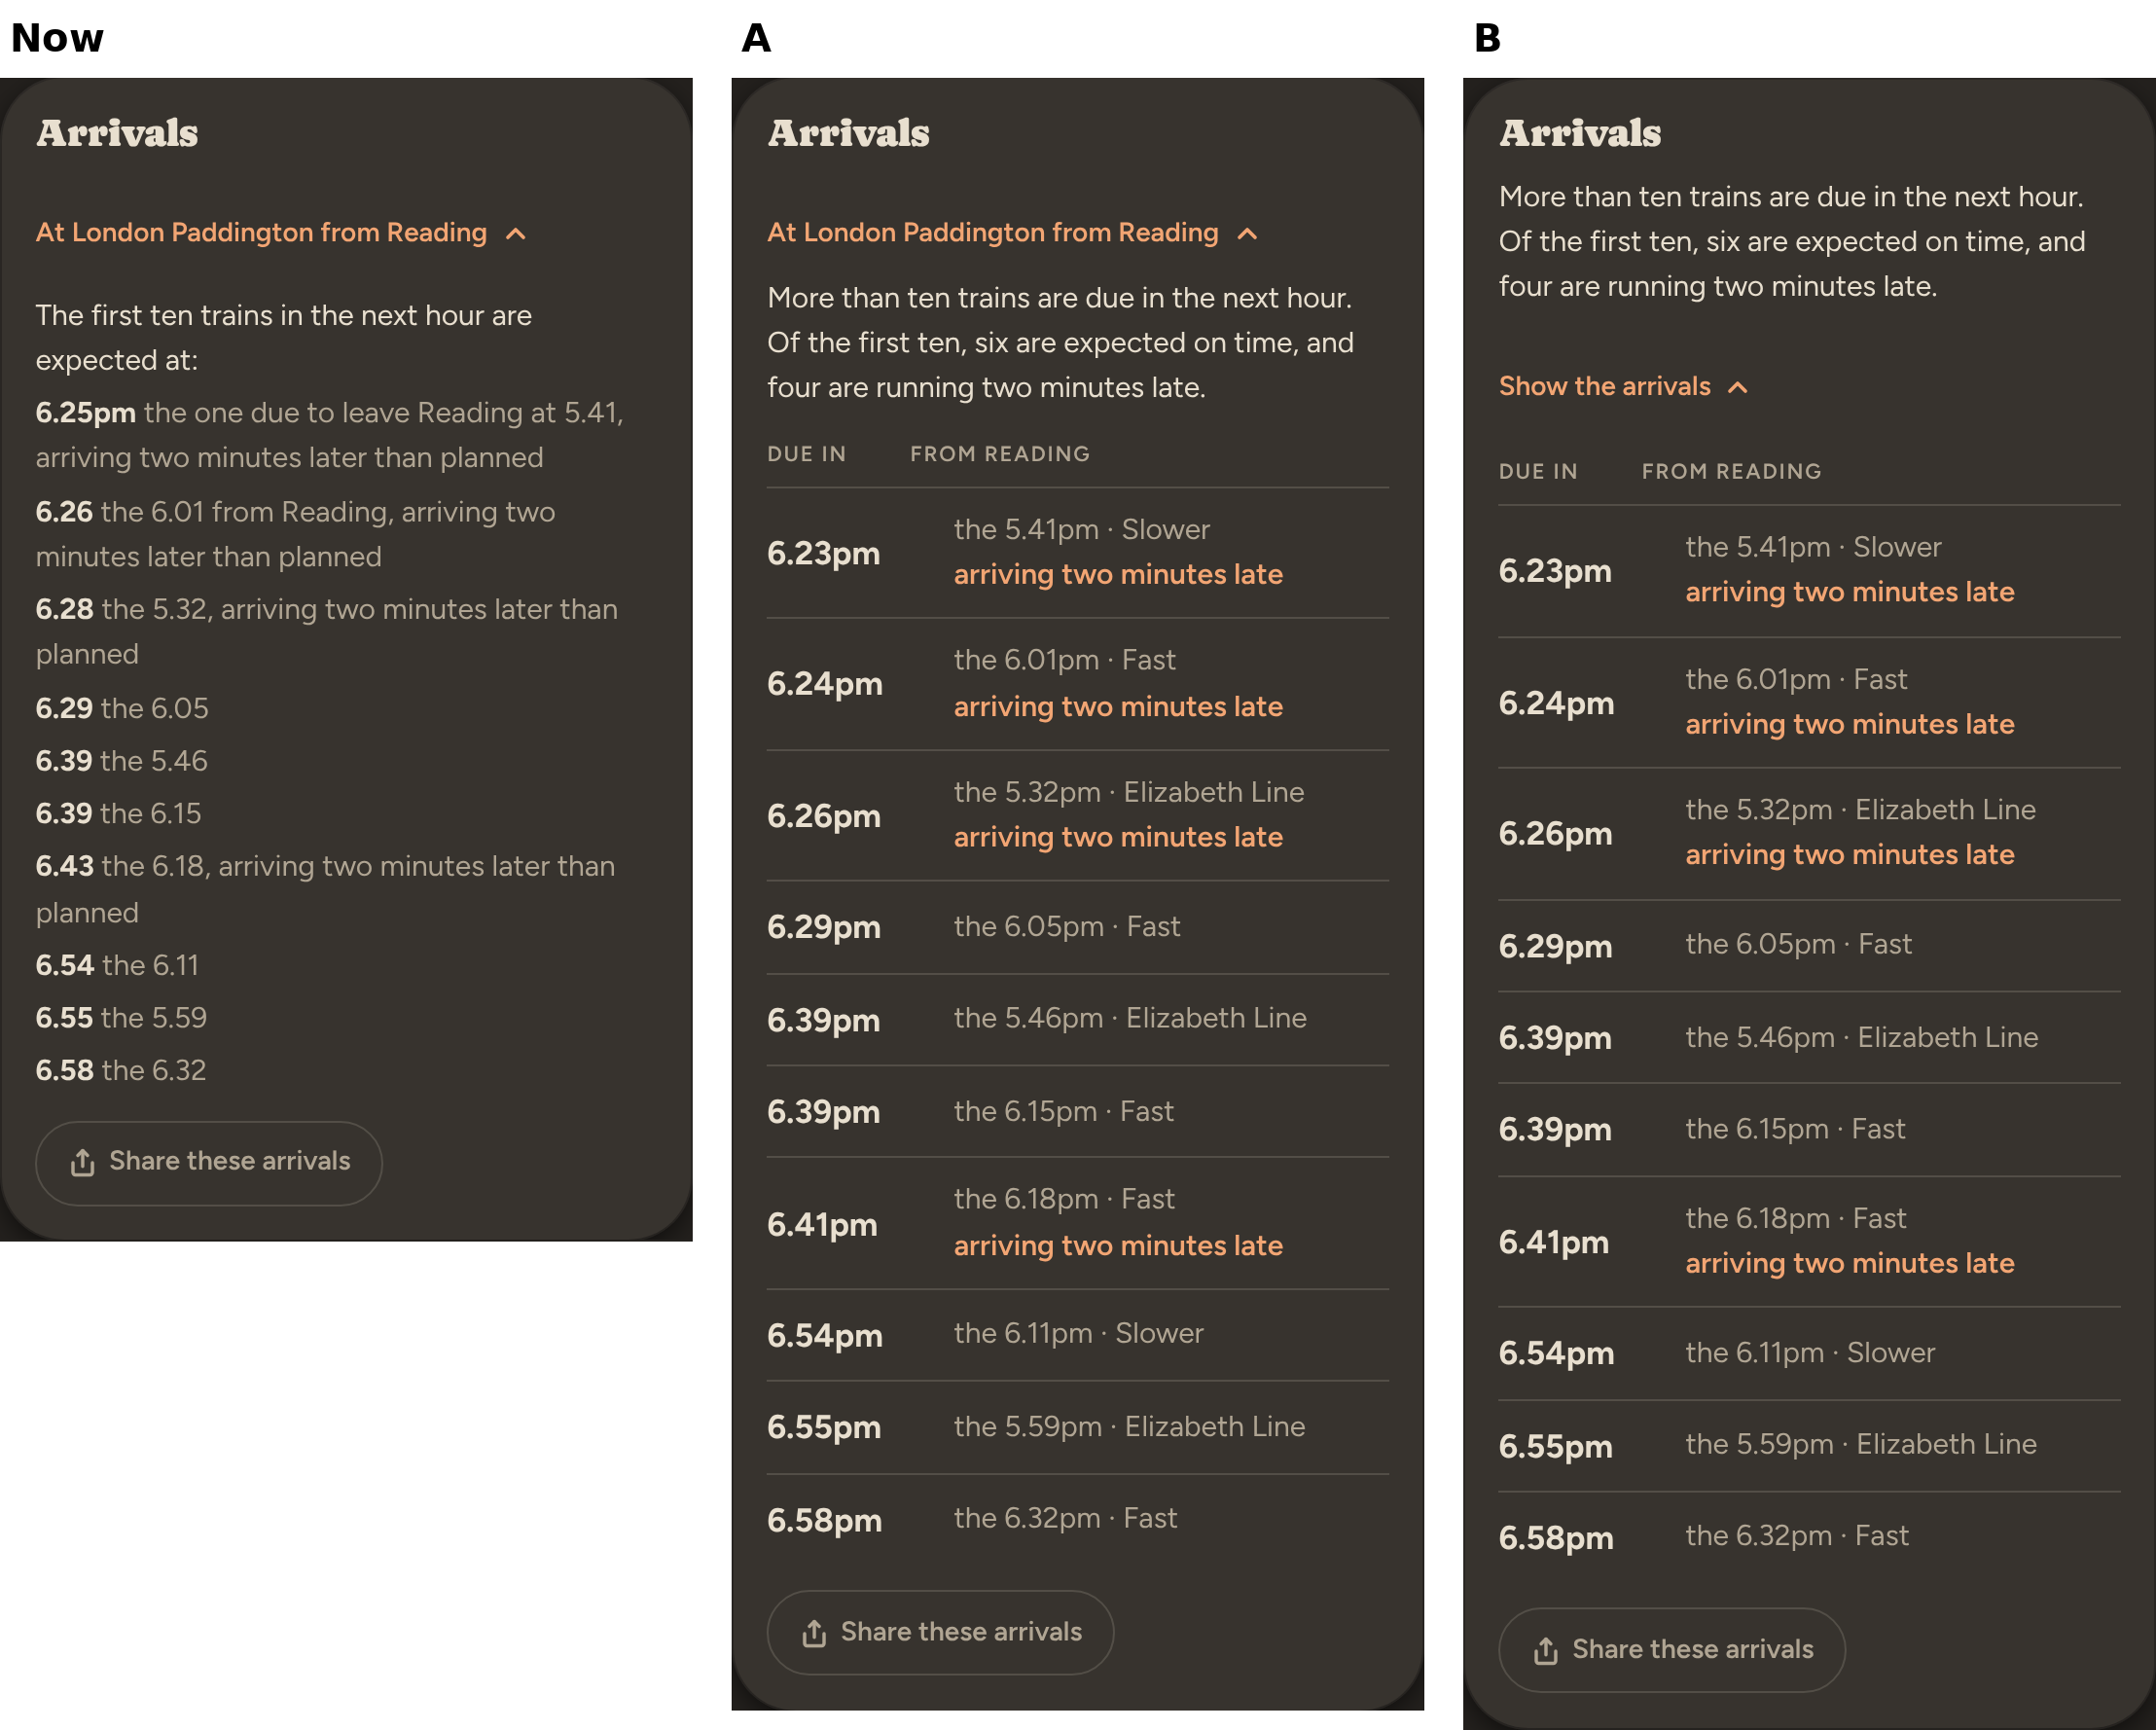 Now
Arrivals
At London Paddington from Reading
The first ten trains in the next hour are
expected at:
6.25pm the one due to leave Reading at 5.41,
arriving two minutes later than planned
6.26 the 6.01 from Reading, arriving two
minutes later than planned
6.28 the 5.32, arriving two minutes later than
planned
6.29 the 6.05
6.39 the 5.46
6.39 the 6.15
6.43 the 6.18, arriving two minutes later than
planned
6.54 the 6.11
6.55 the 5.59
6.58 the 6.32
Share these arrivals
A
Arrivals
At London Paddington from Reading
More than ten trains are due in the next hour.
Of the first ten, six are expected on time, and
four are running two minutes late.
DUE IN FROM READING
6.23pm the 5.41pm · Slower
arriving two minutes late
6.24pm the 6.01pm · Fast
arriving two minutes late
6.26pm the 5.32pm · Elizabeth Line
arriving two minutes late
6.29pm the 6.05pm · Fast
6.39pm the 5.46pm · Elizabeth Line
6.39pm the 6.15pm · Fast
6.41pm the 6.18pm · Fast
arriving two minutes late
6.54pm the 6.11pm · Slower
6.55pm the 5.59pm · Elizabeth Line
6.58pm the 6.32pm · Fast
Share these arrivals
B
Arrivals
More than ten trains are due in the next hour.
Of the first ten, six are expected on time, and
four are running two minutes late.
Show the arrivals
DUE IN FROM READING
6.23pm the 5.41pm · Slower
arriving two minutes late
6.24pm the 6.01pm · Fast
arriving two minutes late
6.26pm the 5.32pm · Elizabeth Line
arriving two minutes late
6.29pm the 6.05pm · Fast
6.39pm the 5.46pm · Elizabeth Line
6.39pm the 6.15pm · Fast
6.41pm the 6.18pm · Fast
arriving two minutes late
6.54pm the 6.11pm · Slower
6.55pm the 5.59pm · Elizabeth Line
6.58pm the 6.32pm · Fast
Share these arrivals